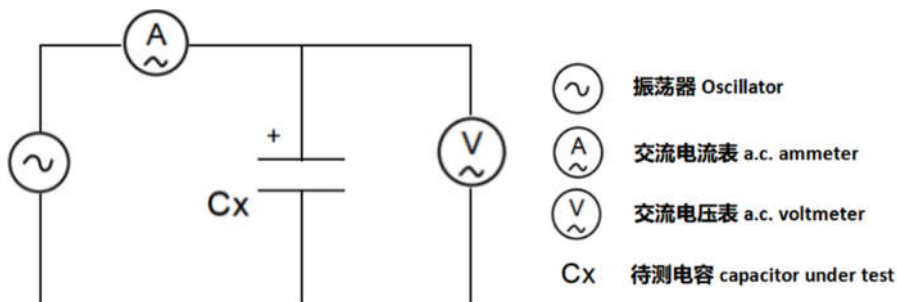 A
+
V
Cx
振荡器 Oscillator
A 交流电流表 a.c. ammeter
V 交流电压表 a.c. voltmeter
Cx 待测电容 capacitor under test